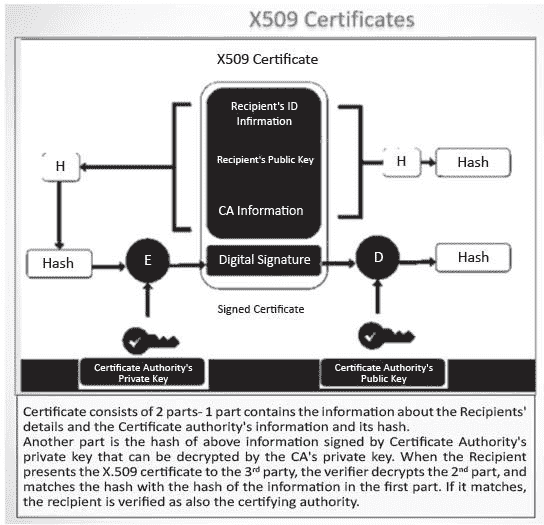 X509 Certificates
X509 Certificate
Recipient's ID
Infirmation
Recipient's Public Key
CA Information
H
H
Hash
Hash
E
Digital Signature
D
Hash
Signed Certificate
Certificate Authority's
Private Key
Certificate Authority's
Public Key
Certificate consists of 2 parts- 1 part contains the information about the Recipients'
details and the Certificate authority's information and its hash.
Another part is the hash of above information signed by Certificate Authority's
private key that can be decrypted by the CA's private key. When the Recipient
presents the X.509 certificate to the 3rd party, the verifier decrypts the 2nd part, and
matches the hash with the hash of the information in the first part. If it matches,
the recipient is verified as also the certifying authority.